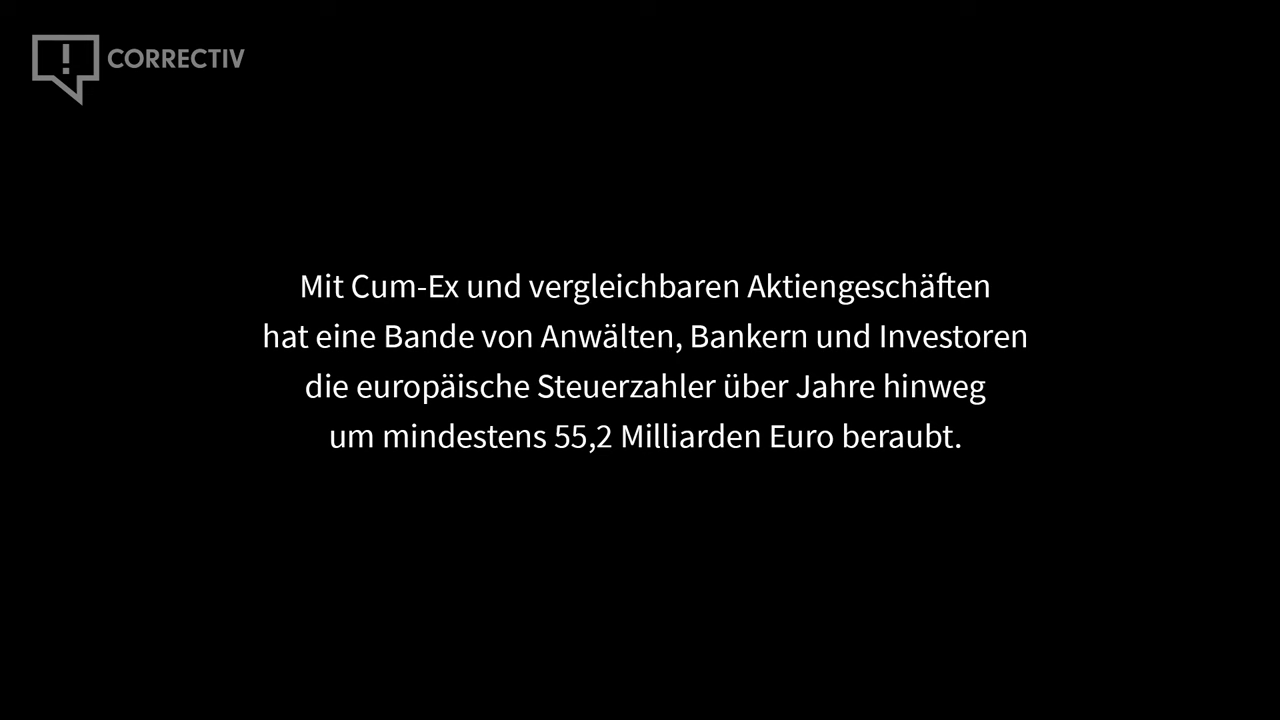 CORRECTIV
Mit Cum-Ex und vergleichbaren Aktiengeschäften
hat eine Bande von Anwälten, Bankern und Investoren
die europäische Steuerzahler über Jahre hinweg
um mindestens 55,2 Milliarden Euro beraubt.